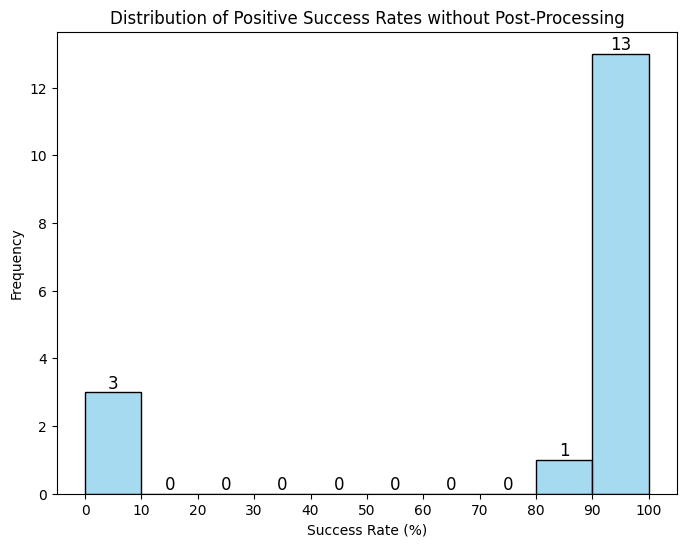 Distribution of Positive Success Rates without Post-Processing
13
12
10
8
6
4
2
0
Frequency
3
0 0 0 0 0 0 0
1
0 10 20 30 40 50 60 70 80 90 100
Success Rate (%)